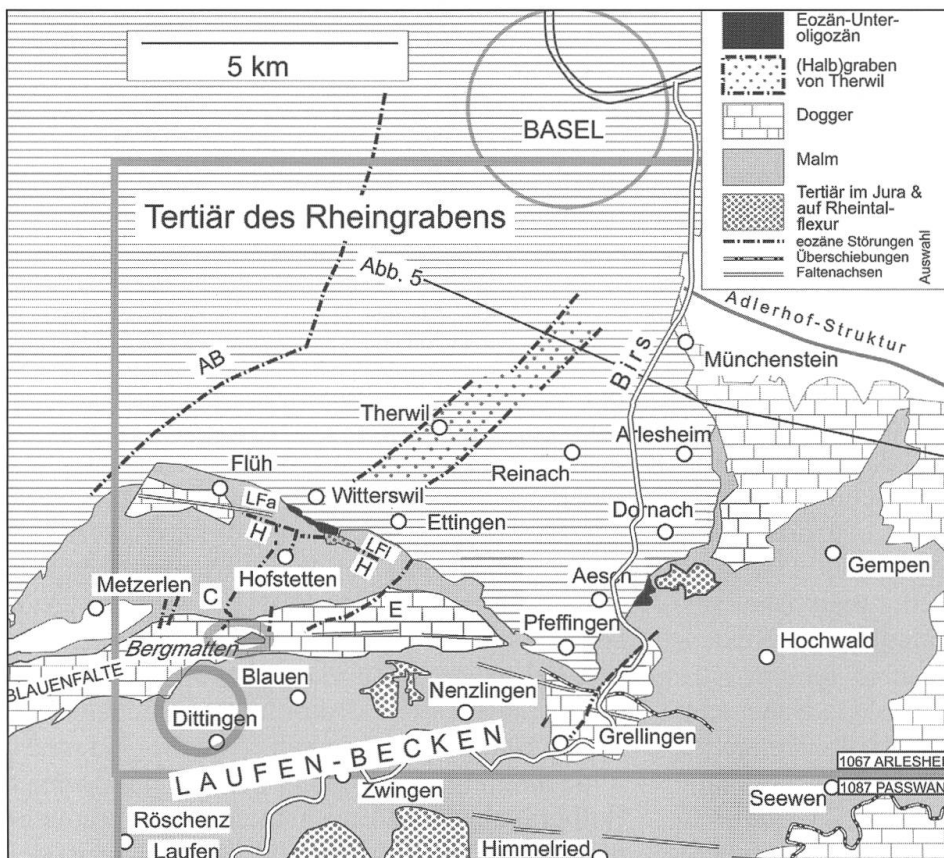 5 km
BASEL
Eozän-Unter-
oligozän
(Halb)graben
von Therwil
Dogger
Malm
Tertiär im Jura &
auf Rheintal-
flexur
eozäne Störungen
Überschiebungen
Faltenachsen
Auswahl
Tertiär des Rheingrabens
Abb. 5
Adlerhof-Struktur
Birs
AB
Münchenstein
Therwil
Arlesheim
Reinach
Flüh
LFa
Witterswil
Ettingen
Dornach
H
LFi
H
Hofstetten
Gempen
Metzerlen
C
Aesch
E
Pfeffingen
Hochwald
Bergmatten
BLAUENFALTE
Blauen
Nenzlingen
Dittingen
Grellingen
LAUFEN-BECKEN
1067 ARLESHEI
1087 PASSWAN
Zwingen
Seewen
Röschenz
Laufen
Himmelried